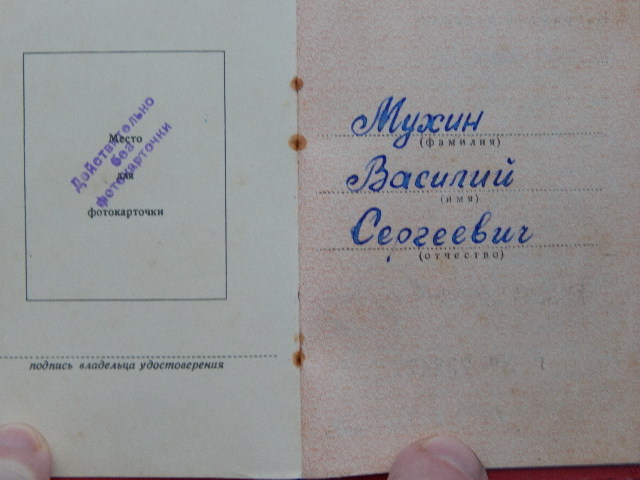 Место
для
фотокарточки
Действительно
без
фотокарточки
подпись владельца удостоверения
Мухин
(фамилия)
Василий
(имя)
Сергеевич
(отчество)